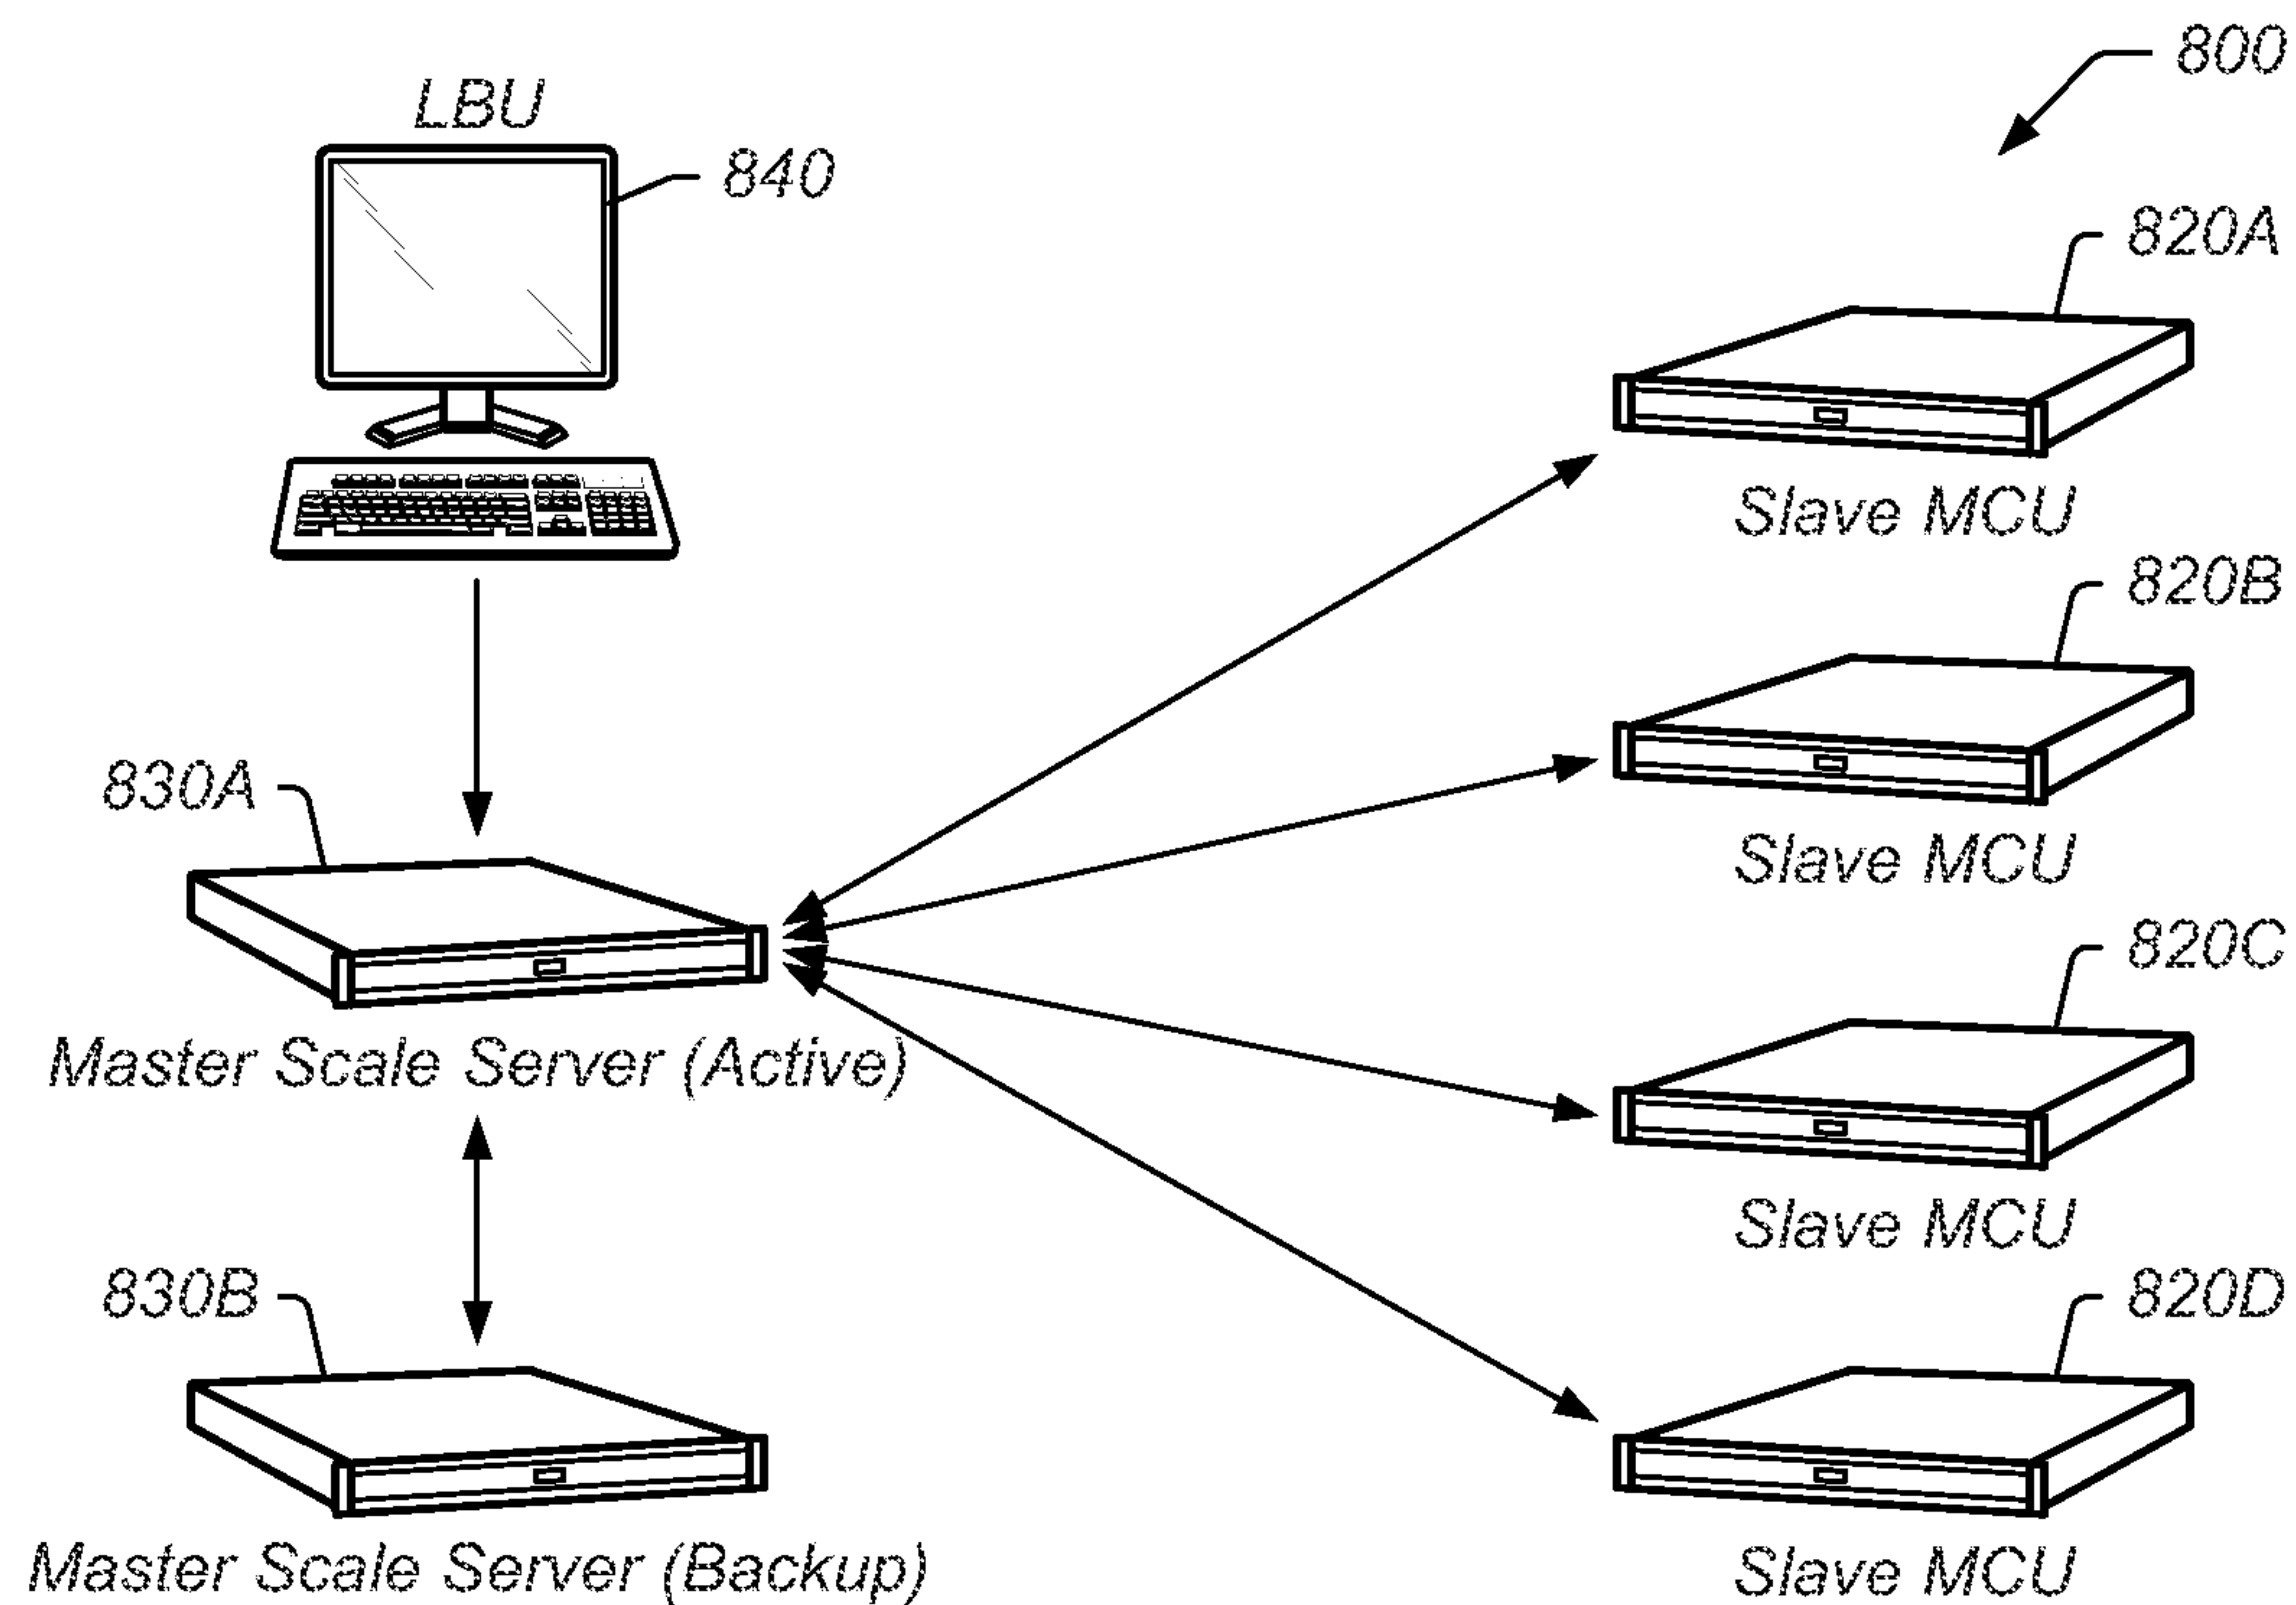 800
LBU
840
820A
Slave MCU
820B
Slave MCU
830A
820C
Master Scale Server (Active)
Slave MCU
830B
820D
Master Scale Server (Backup)
Slave MCU